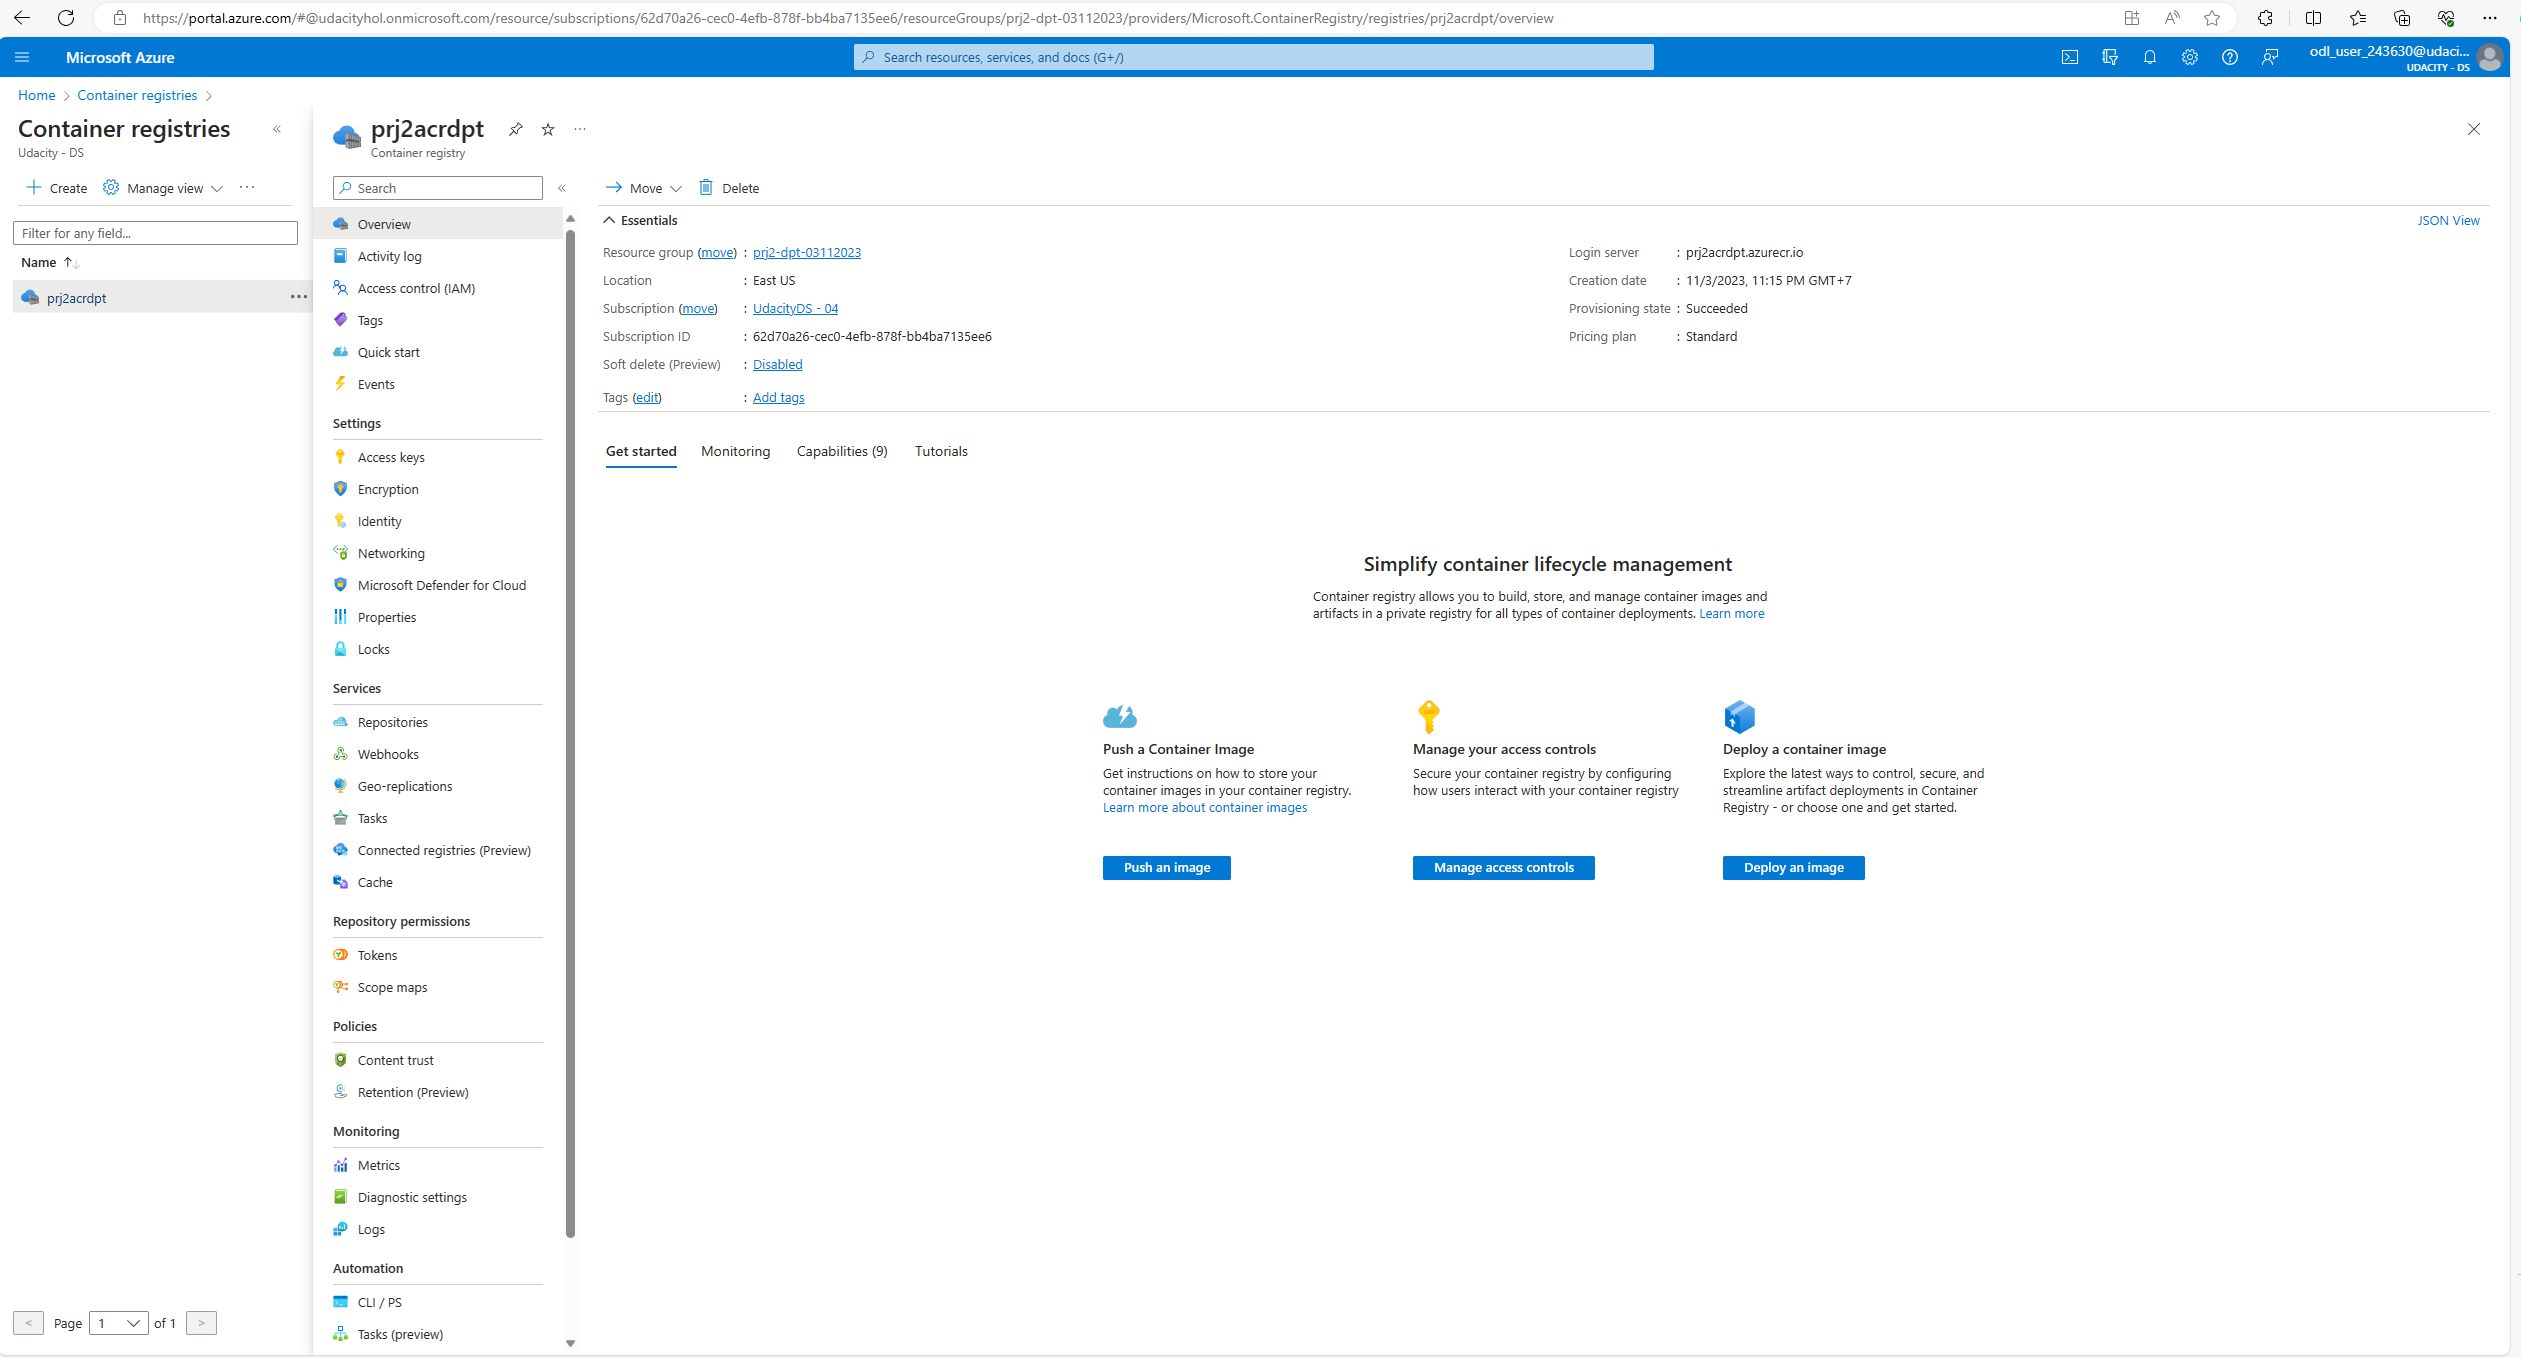 https://portal.azure.com/#@udacityhol.onmicrosoft.com/resource/subscriptions/62d70a26-cec0-4efb-878f-bb4ba7135ee6/resourceGroups/prj2-dpt-03112023/providers/Microsoft.ContainerRegistry/registries/prj2acrdpt/overview
Microsoft Azure
Search resources, services, and docs (G+/)
odl_user_243630@udaci...
UDACITY - DS
Home > Container registries >
Container registries
Udacity - DS
Create
Manage view
Filter for any field...
Name
prj2acrdpt
< Page 1 of 1 >
prj2acrdpt
Container registry
Search
Overview
Activity log
Access control (IAM)
Tags
Quick start
Events
Settings
Access keys
Encryption
Identity
Networking
Microsoft Defender for Cloud
Properties
Locks
Services
Repositories
Webhooks
Geo-replications
Tasks
Connected registries (Preview)
Cache
Repository permissions
Tokens
Scope maps
Policies
Content trust
Retention (Preview)
Monitoring
Metrics
Diagnostic settings
Logs
Automation
CLI / PS
Tasks (preview)
Move
Delete
Essentials
JSON View
Resource group (move) : prj2-dpt-03112023
Location : East US
Subscription (move) : UdacityDS - 04
Subscription ID : 62d70a26-cec0-4efb-878f-bb4ba7135ee6
Soft delete (Preview) : Disabled
Tags (edit) : Add tags
Login server : prj2acrdpt.azurecr.io
Creation date : 11/3/2023, 11:15 PM GMT+7
Provisioning state : Succeeded
Pricing plan : Standard
Get started
Monitoring
Capabilities (9)
Tutorials
Simplify container lifecycle management
Container registry allows you to build, store, and manage container images and
artifacts in a private registry for all types of container deployments. Learn more
Push a Container Image
Get instructions on how to store your
container images in your container registry.
Learn more about container images
Push an image
Manage your access controls
Secure your container registry by configuring
how users interact with your container registry
Manage access controls
Deploy a container image
Explore the latest ways to control, secure, and
streamline artifact deployments in Container
Registry - or choose one and get started.
Deploy an image